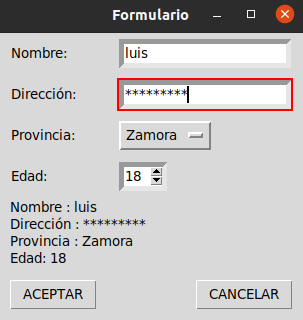 Formulario
Nombre: luis
Dirección: *********
Provincia: Zamora
Edad: 18
Nombre : luis
Dirección : *********
Provincia : Zamora
Edad: 18
ACEPTAR CANCELAR